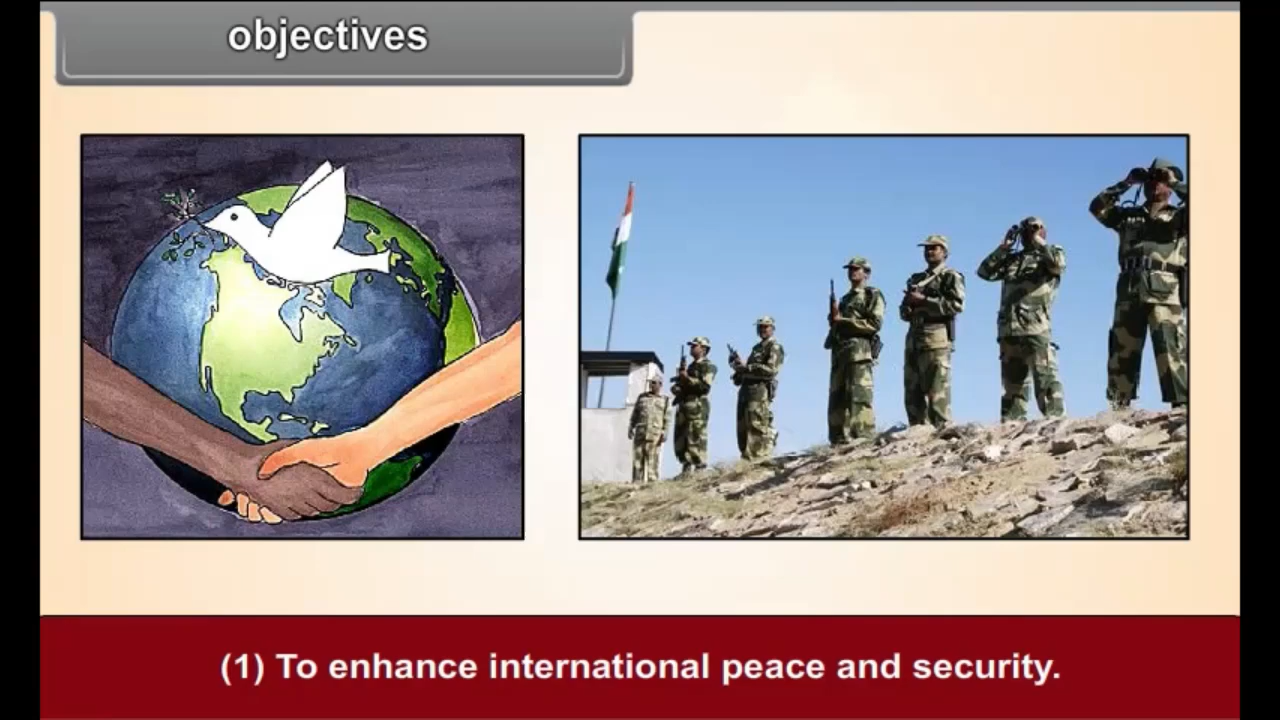 objectives
(1) To enhance international peace and security.